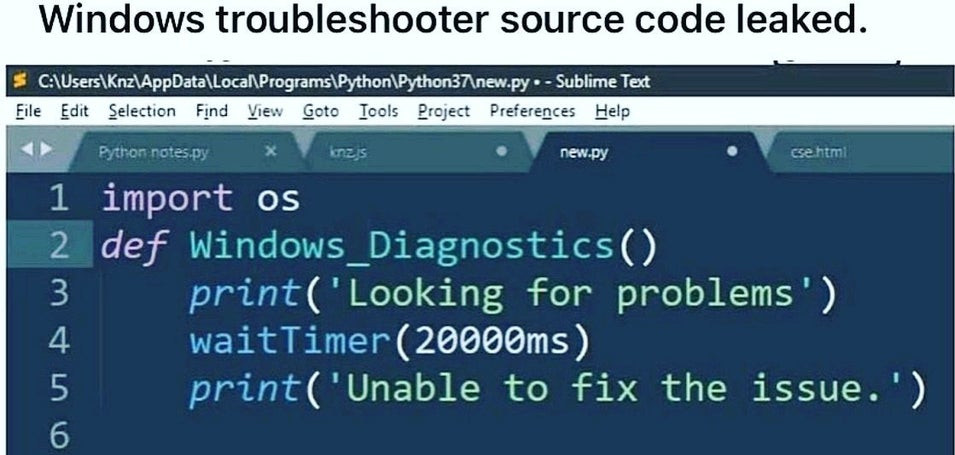 Windows troubleshooter source code leaked.
C:\Users\Knz\AppData\Local\Programs\Python\Python37\new.py • - Sublime Text
File Edit Selection Find View Goto Tools Project Preferences Help
Python notes.py × knz.js • new.py • cse.html
1 import os
2 def Windows_Diagnostics()
3 print('Looking for problems')
4 waitTimer(20000ms)
5 print('Unable to fix the issue.')
6